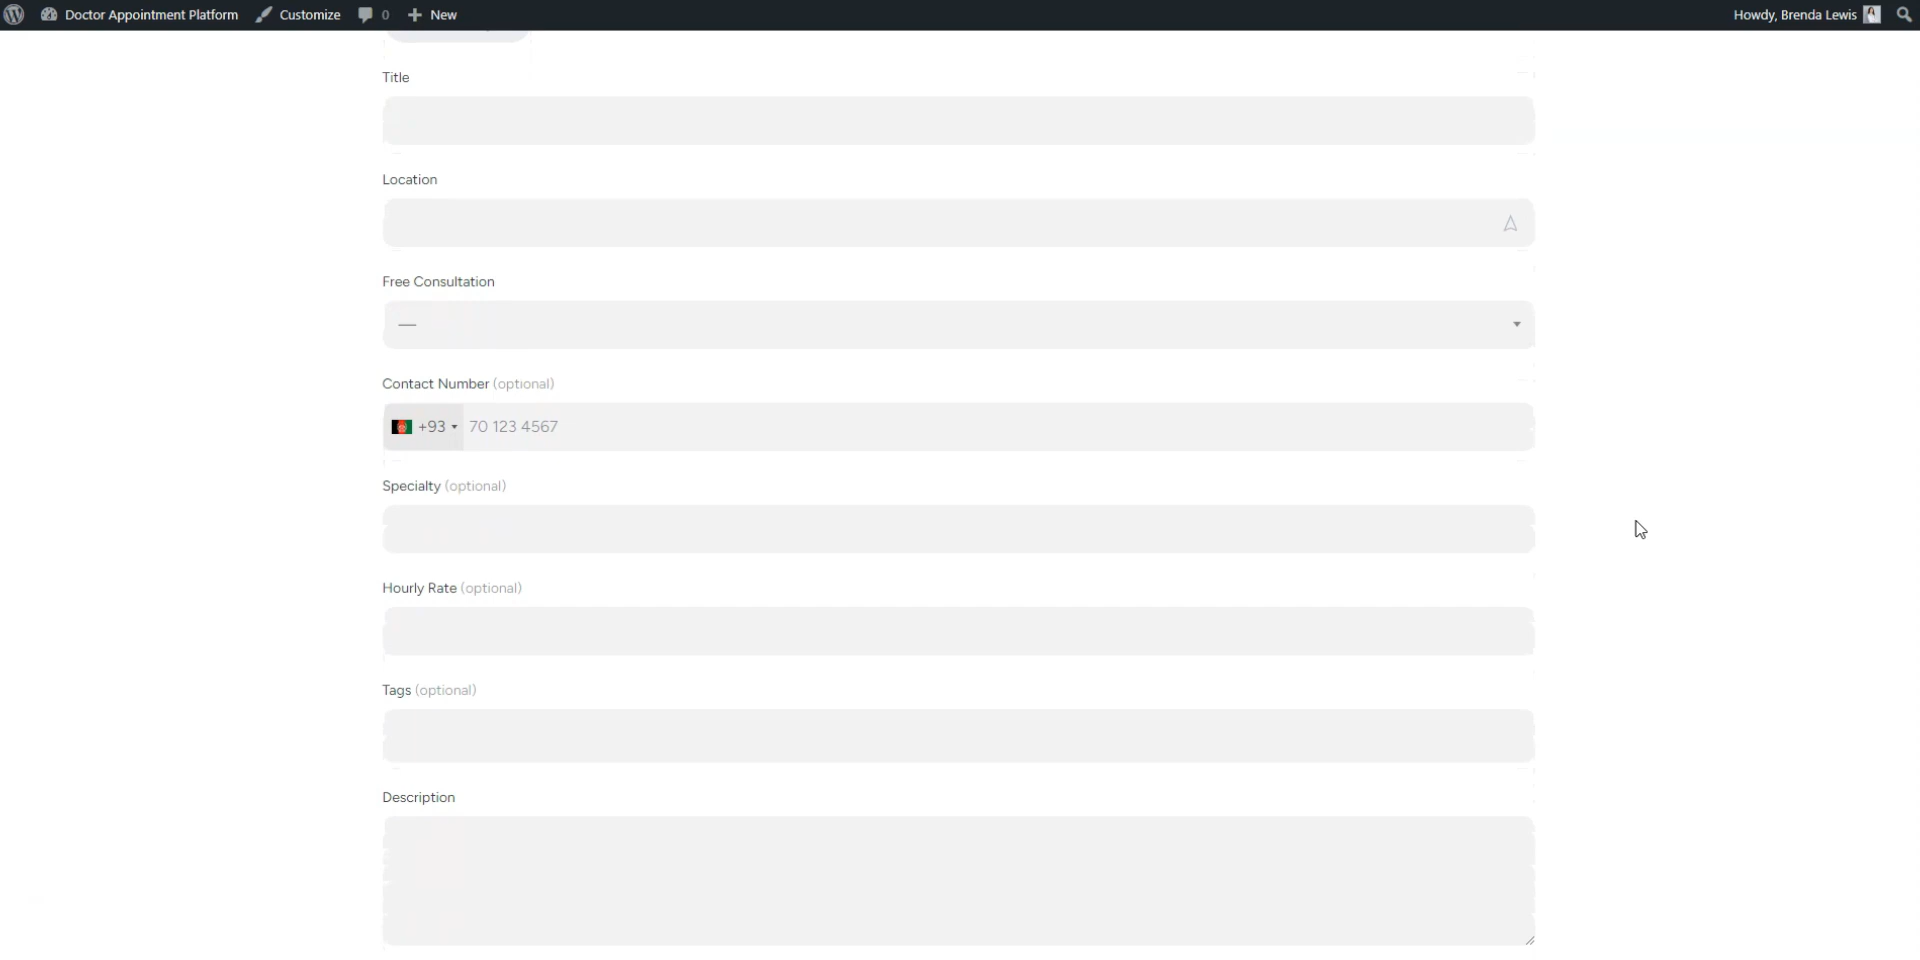 Doctor Appointment Platform Customize 0 New Howdy, Brenda Lewis
Title
Location
Free Consultation
—
Contact Number (optional)
+93 70 123 4567
Specialty (optional)
Hourly Rate (optional)
Tags (optional)
Description